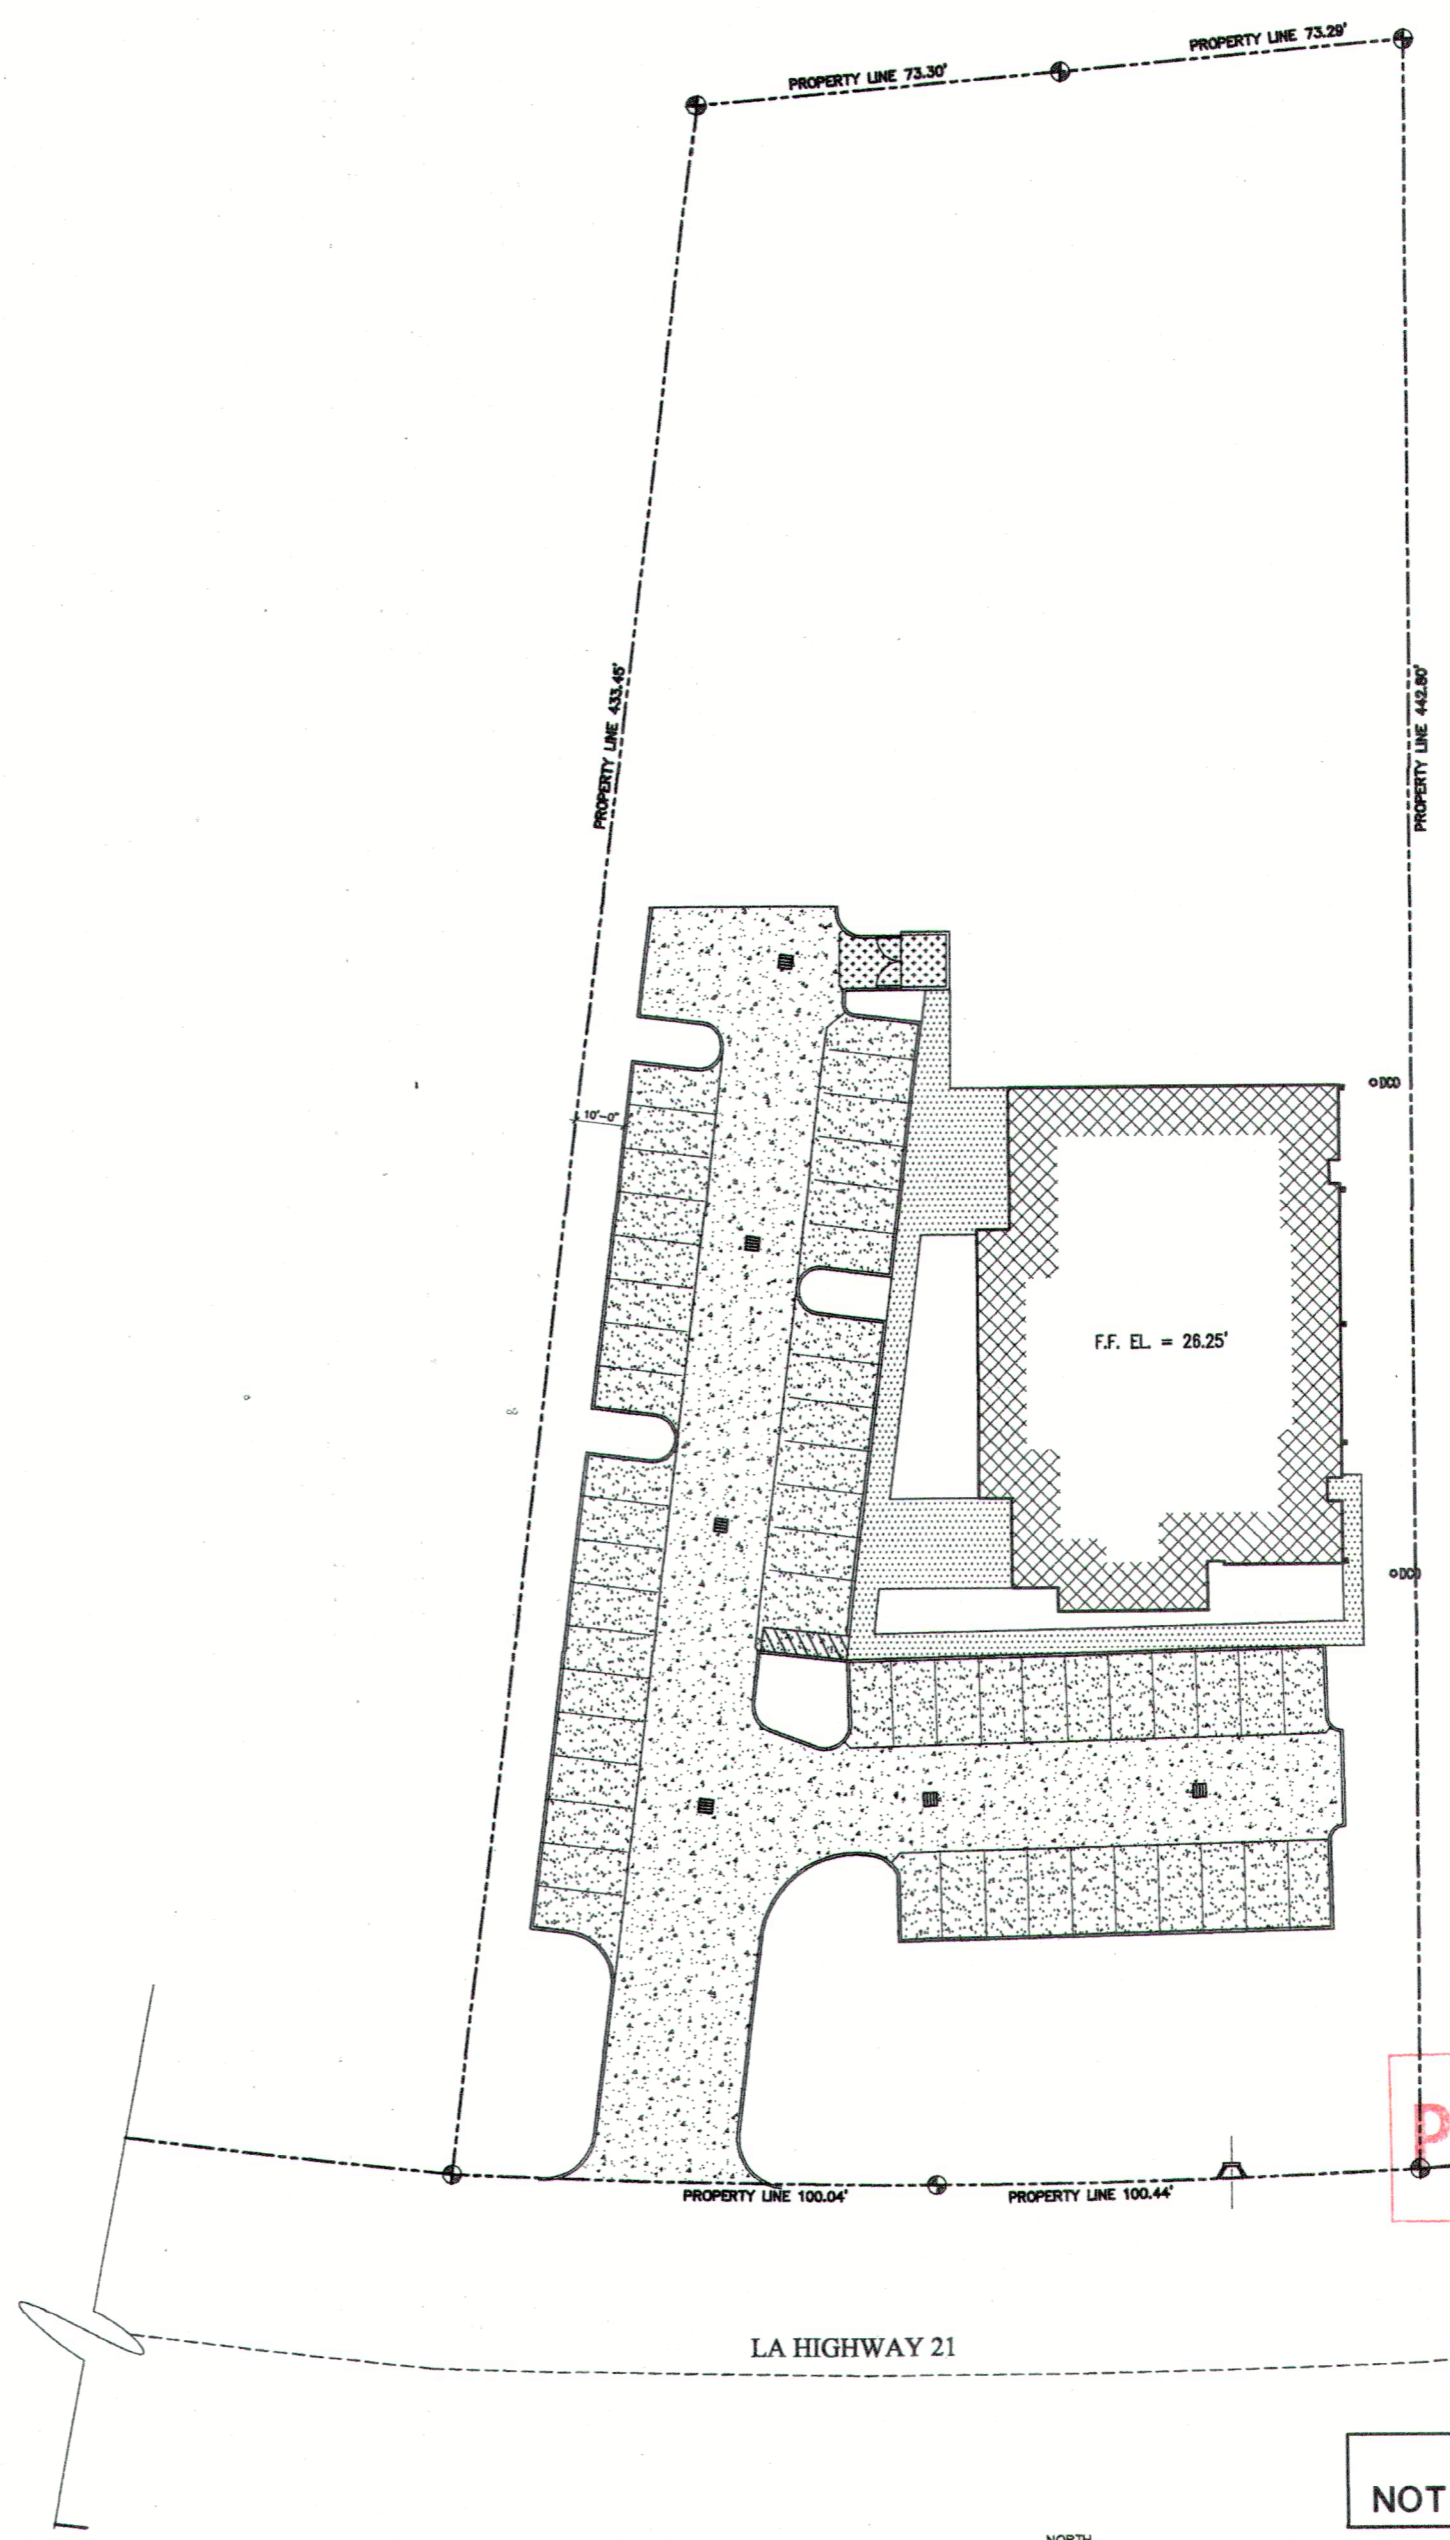 PROPERTY LINE 73.29'
PROPERTY LINE 73.30'
PROPERTY LINE 433.45'
PROPERTY LINE 442.80'
DCO
10'-0"
F.F. EL. = 26.25'
DCO
P
PROPERTY LINE 100.04'
PROPERTY LINE 100.44'
LA HIGHWAY 21
NOT
NORTH